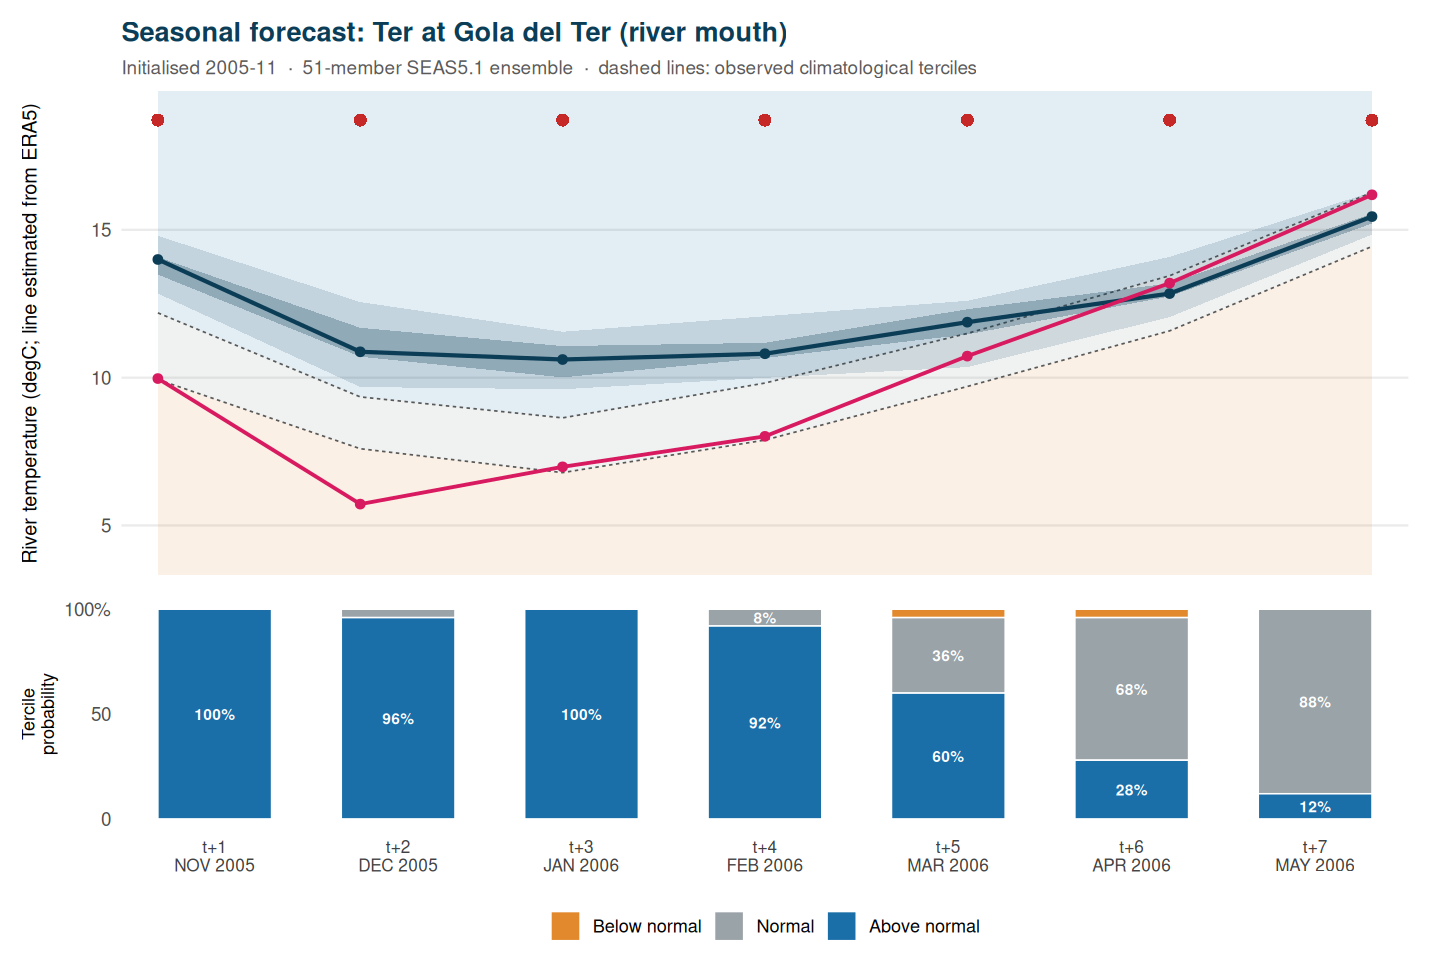 Seasonal forecast: Ter at Gola del Ter (river mouth)
Initialised 2005-11 · 51-member SEAS5.1 ensemble · dashed lines: observed climatological terciles
River temperature (degC; line estimated from ERA5)
15
10
5
Tercile
probability
100%
50
0
100%
96%
100%
8%
92%
36%
60%
68%
28%
88%
12%
t+1
NOV 2005
t+2
DEC 2005
t+3
JAN 2006
t+4
FEB 2006
t+5
MAR 2006
t+6
APR 2006
t+7
MAY 2006
Below normal
Normal
Above normal